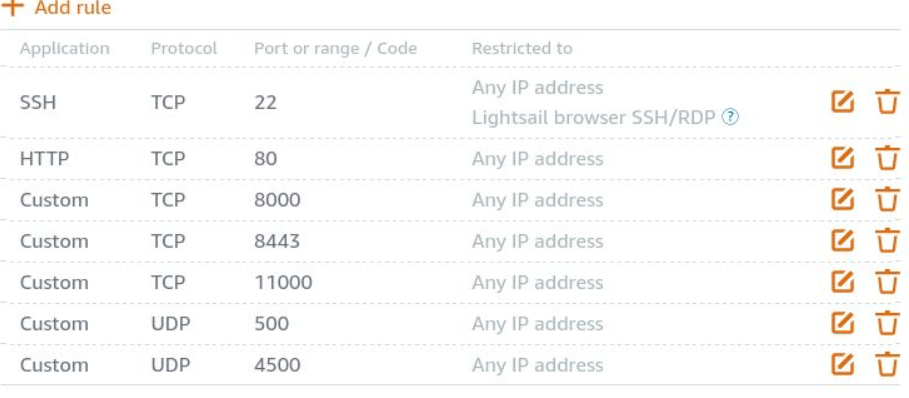 + Add rule
Application Protocol Port or range / Code Restricted to
SSH TCP 22 Any IP address
Lightsail browser SSH/RDP ?
HTTP TCP 80 Any IP address
Custom TCP 8000 Any IP address
Custom TCP 8443 Any IP address
Custom TCP 11000 Any IP address
Custom UDP 500 Any IP address
Custom UDP 4500 Any IP address